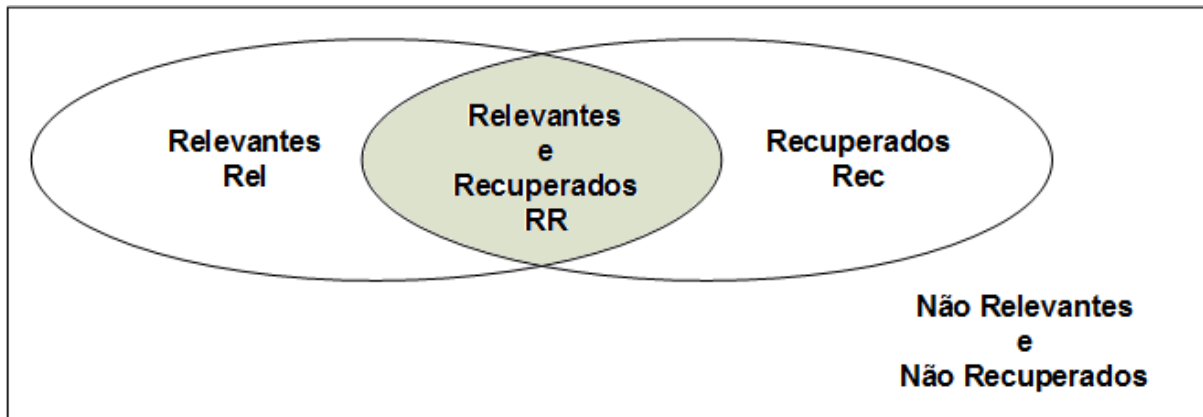 Relevantes
Rel
Relevantes
e
Recuperados
RR
Recuperados
Rec
Não Relevantes
e
Não Recuperados